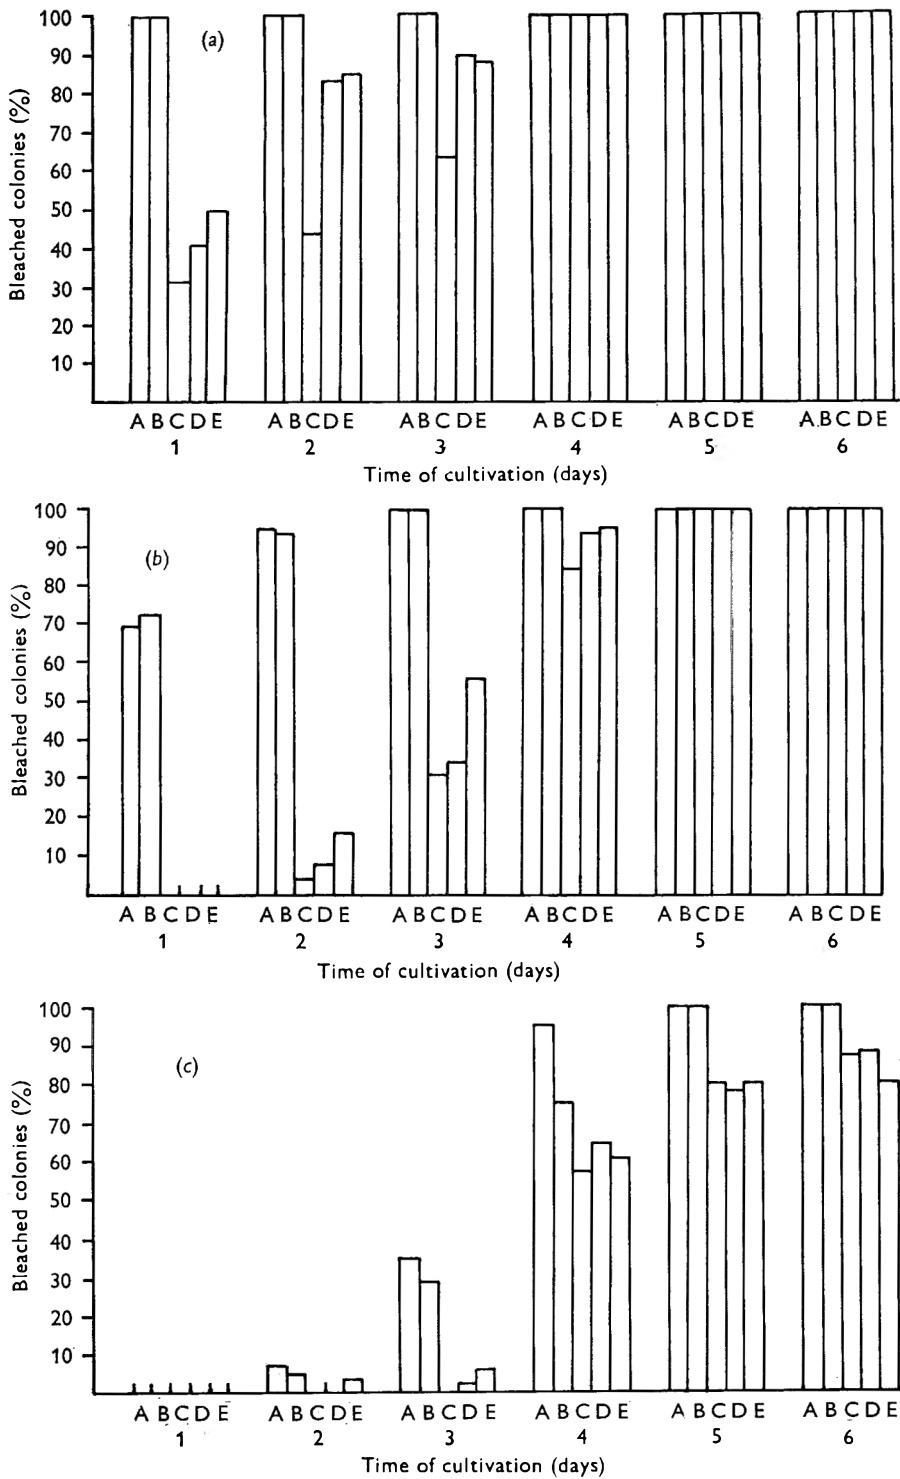 100
(a)
90
80
70
60
50
40
30
20
10
Bleached colonies (%)
A B C D E A B C D E A B C D E A B C D E A B C D E A B C D E
1 2 3 4 5 6
Time of cultivation (days)
100
90
(b)
80
70
60
50
40
30
20
10
Bleached colonies (%)
A B C D E A B C D E A B C D E A B C D E A B C D E A B C D E
1 2 3 4 5 6
Time of cultivation (days)
100
90
(c)
80
70
60
50
40
30
20
10
Bleached colonies (%)
A B C D E A B C D E A B C D E A B C D E A B C D E A B C D E
1 2 3 4 5 6
Time of cultivation (days)